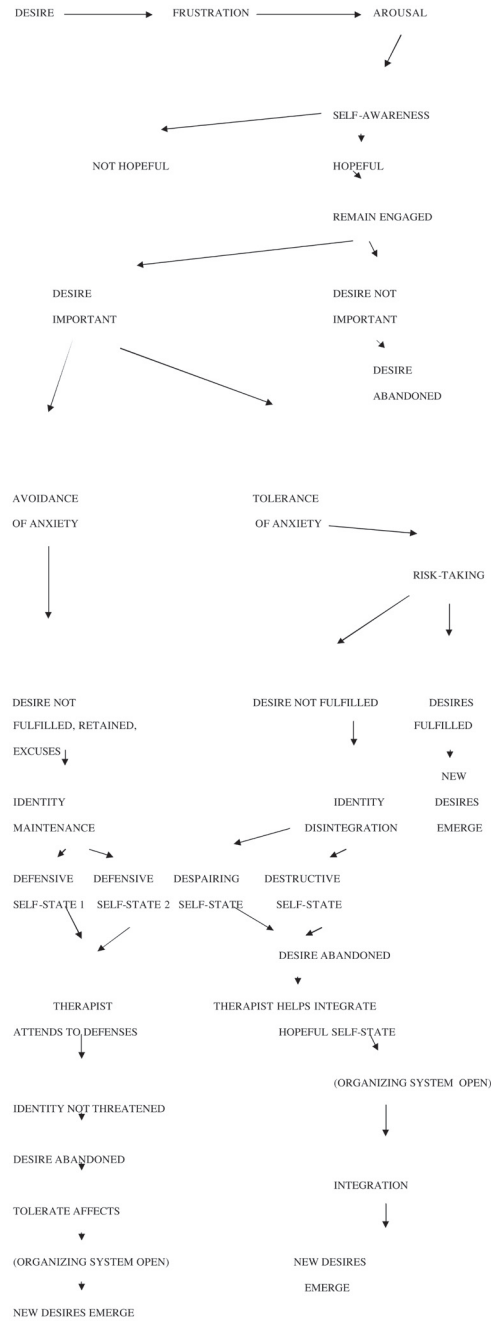 DESIRE FRUSTRATION AROUSAL
SELF-AWARENESS
NOT HOPEFUL HOPEFUL
REMAIN ENGAGED
DESIRE DESIRE NOT
IMPORTANT IMPORTANT
DESIRE
ABANDONED
AVOIDANCE TOLERANCE
OF ANXIETY OF ANXIETY
RISK-TAKING
DESIRE NOT DESIRE NOT FULFILLED DESIRES
FULFILLED, RETAINED, FULFILLED
EXCUSES
NEW
IDENTITY IDENTITY DESIRES
MAINTENANCE DISINTEGRATION EMERGE
DEFENSIVE DEFENSIVE DESPAIRING DESTRUCTIVE
SELF-STATE 1 SELF-STATE 2 SELF-STATE SELF-STATE
DESIRE ABANDONED
THERAPIST THERAPIST HELPS INTEGRATE
ATTENDS TO DEFENSES HOPEFUL SELF-STATE
(ORGANIZING SYSTEM OPEN)
IDENTITY NOT THREATENED
DESIRE ABANDONED
INTEGRATION
TOLERATE AFFECTS
(ORGANIZING SYSTEM OPEN) NEW DESIRES
EMERGE
NEW DESIRES EMERGE